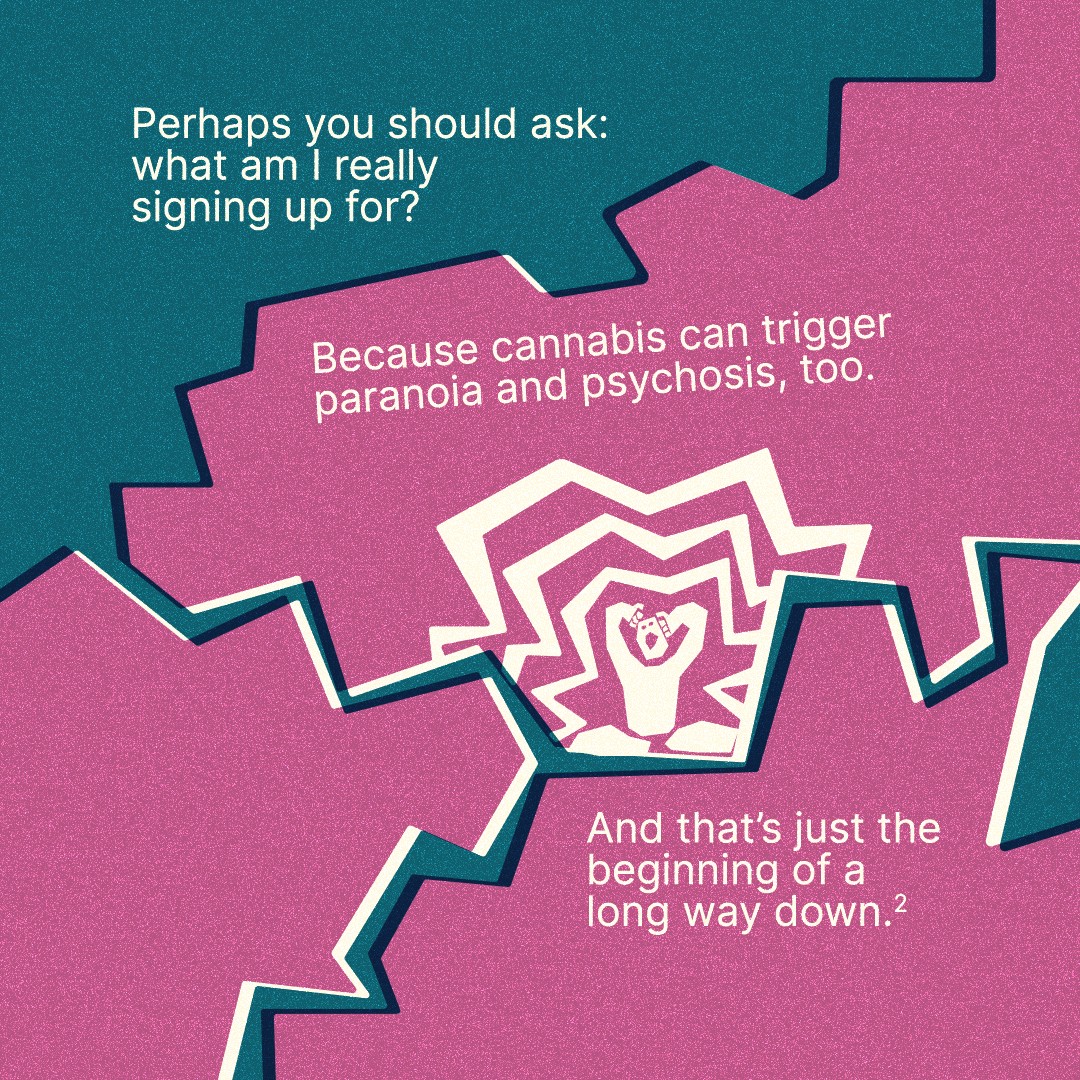 Perhaps you should ask:
what am I really
signing up for?
Because cannabis can trigger
paranoia and psychosis, too.
And that’s just the
beginning of a
long way down.²